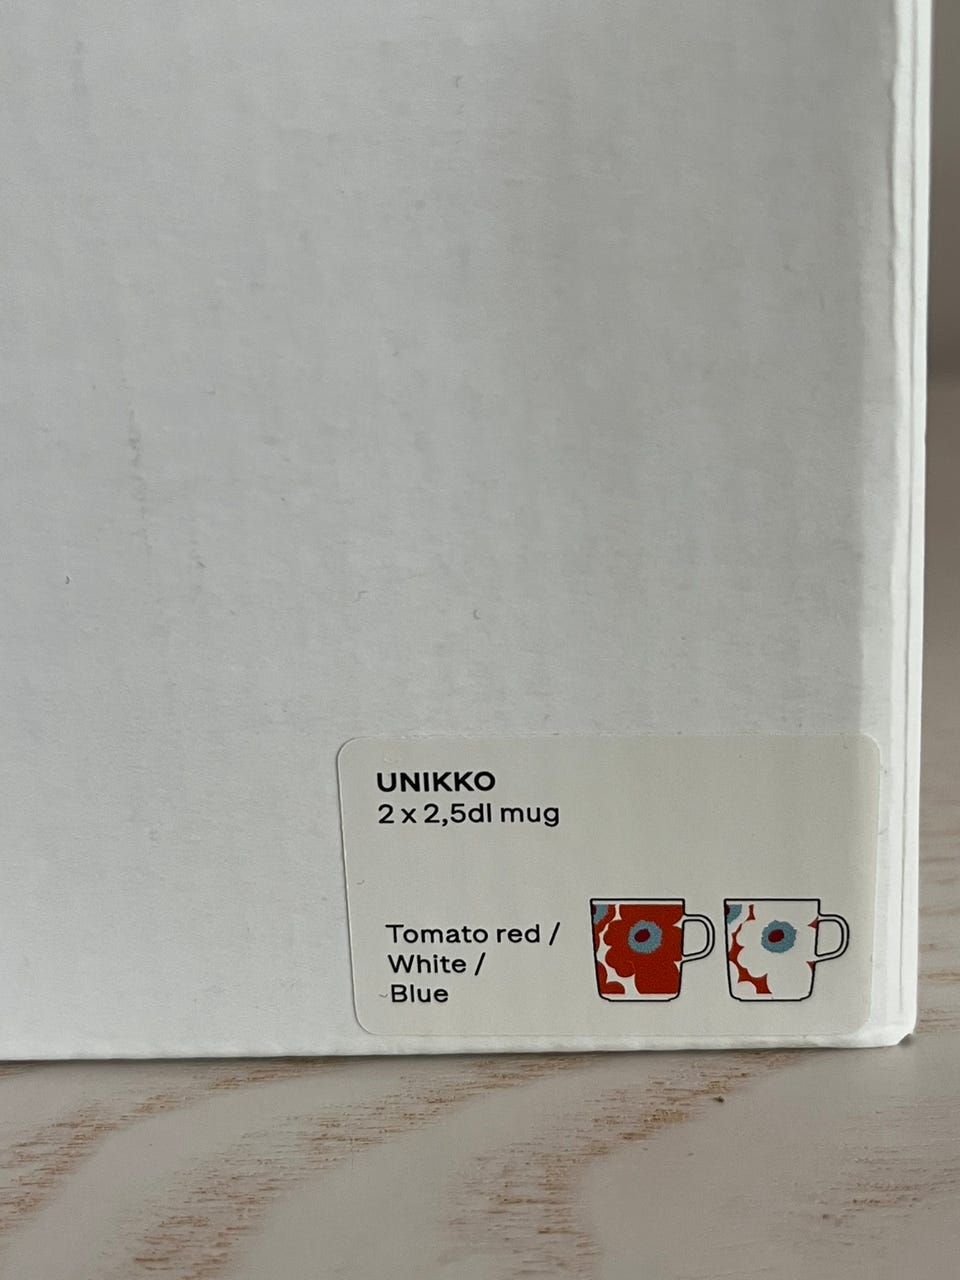 UNIKKO
2 x 2,5dl mug
Tomato red /
White /
Blue